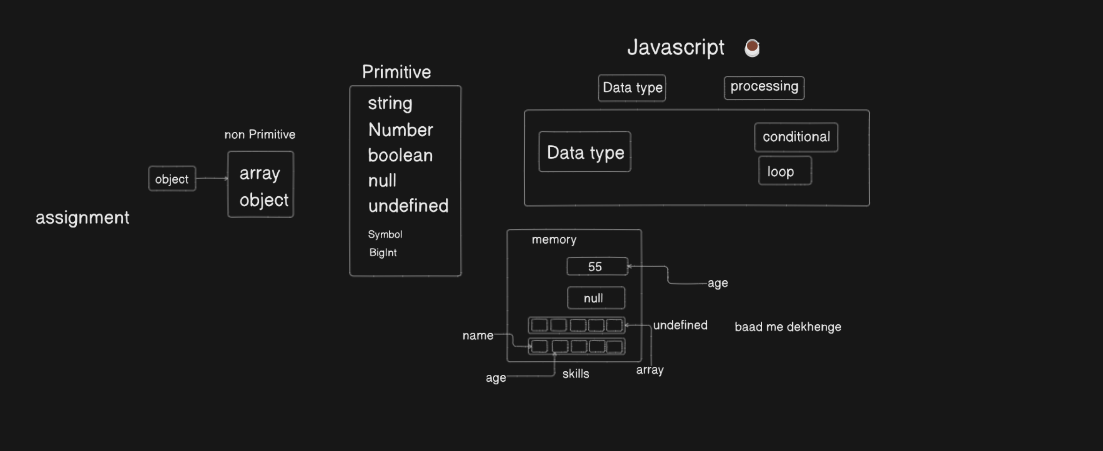 Javascript
Data type
processing
Primitive
string
Number
boolean
null
undefined
Symbol
BigInt
non Primitive
object
array
object
assignment
Data type
conditional
loop
memory
55
age
null
undefined
baad me dekhenge
name
array
age
skills